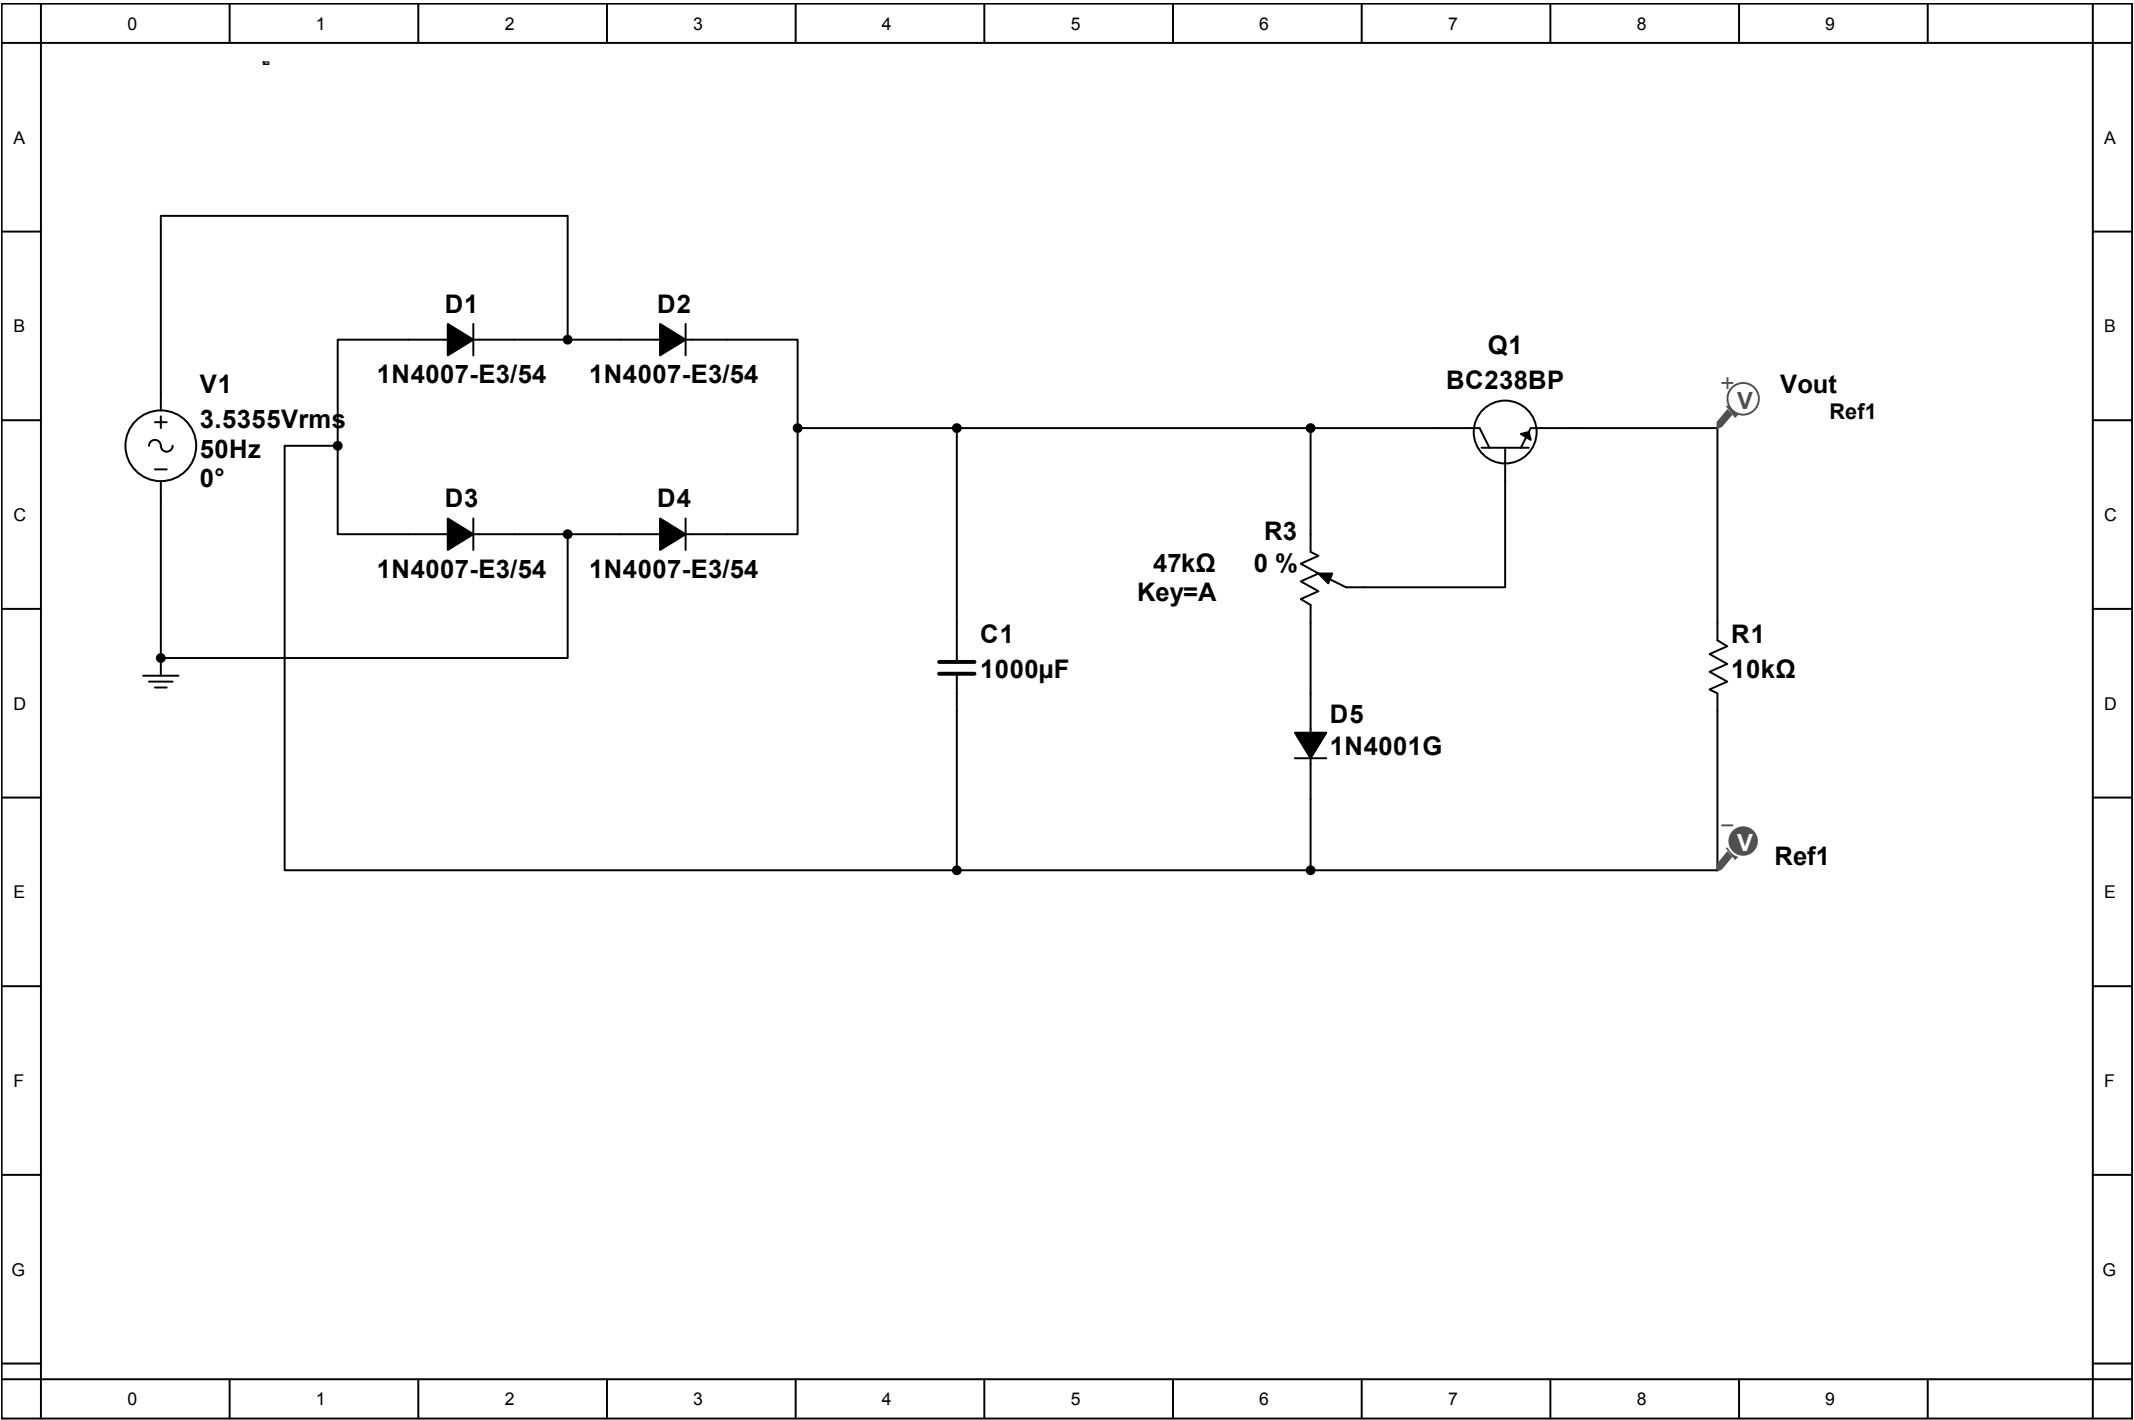 0 1 2 3 4 5 6 7 8 9
A A
B B
C C
D D
E E
F F
G G
D1
1N4007-E3/54
D2
1N4007-E3/54
V1
3.5355Vrms
50Hz
0°
D3
1N4007-E3/54
D4
1N4007-E3/54
C1
1000µF
R3
47kΩ 0 %
Key=A
D5
1N4001G
Q1
BC238BP
+
V
Vout
Ref1
R1
10kΩ
V
Ref1
0 1 2 3 4 5 6 7 8 9